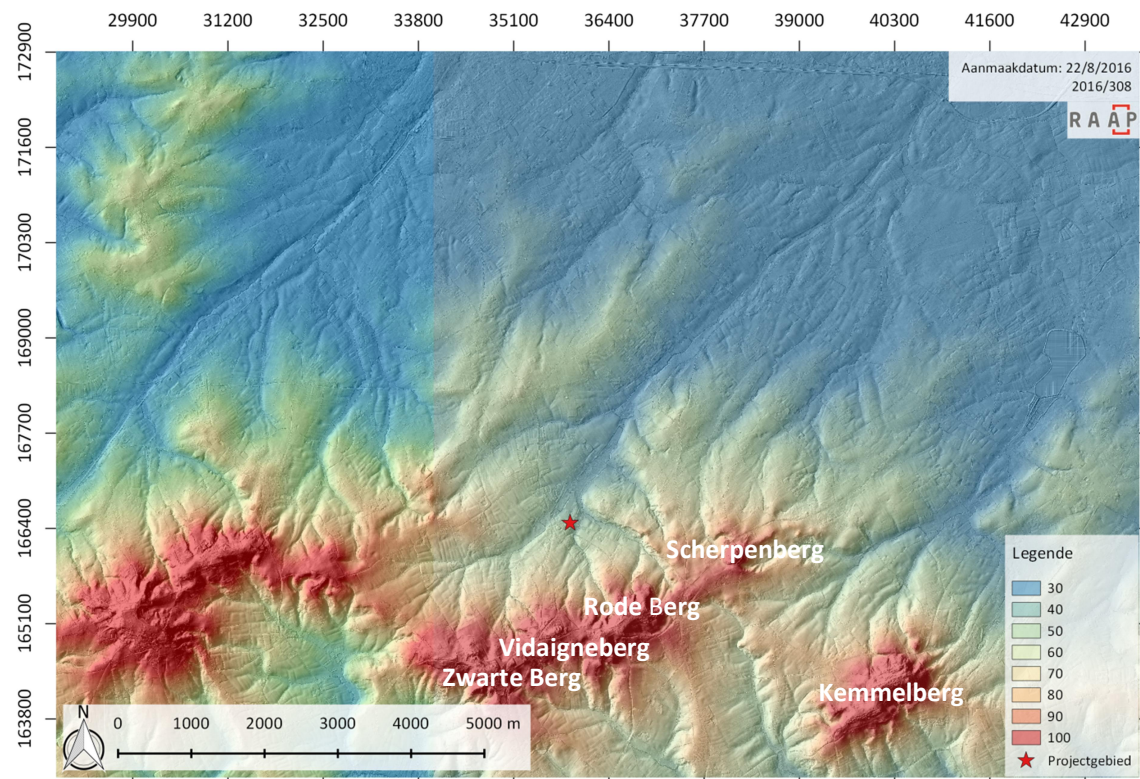 29900 31200 32500 33800 35100 36400 37700 39000 40300 41600 42900
172900
171600
170300
169000
167700
166400
165100
163800
Aanmaakdatum: 22/8/2016
2016/308
RAAP
Scherpenberg
Rode Berg
Vidaigneberg
Zwarte Berg
Kemmelberg
N
0 1000 2000 3000 4000 5000 m
Legende
30
40
50
60
70
80
90
100
Projectgebied